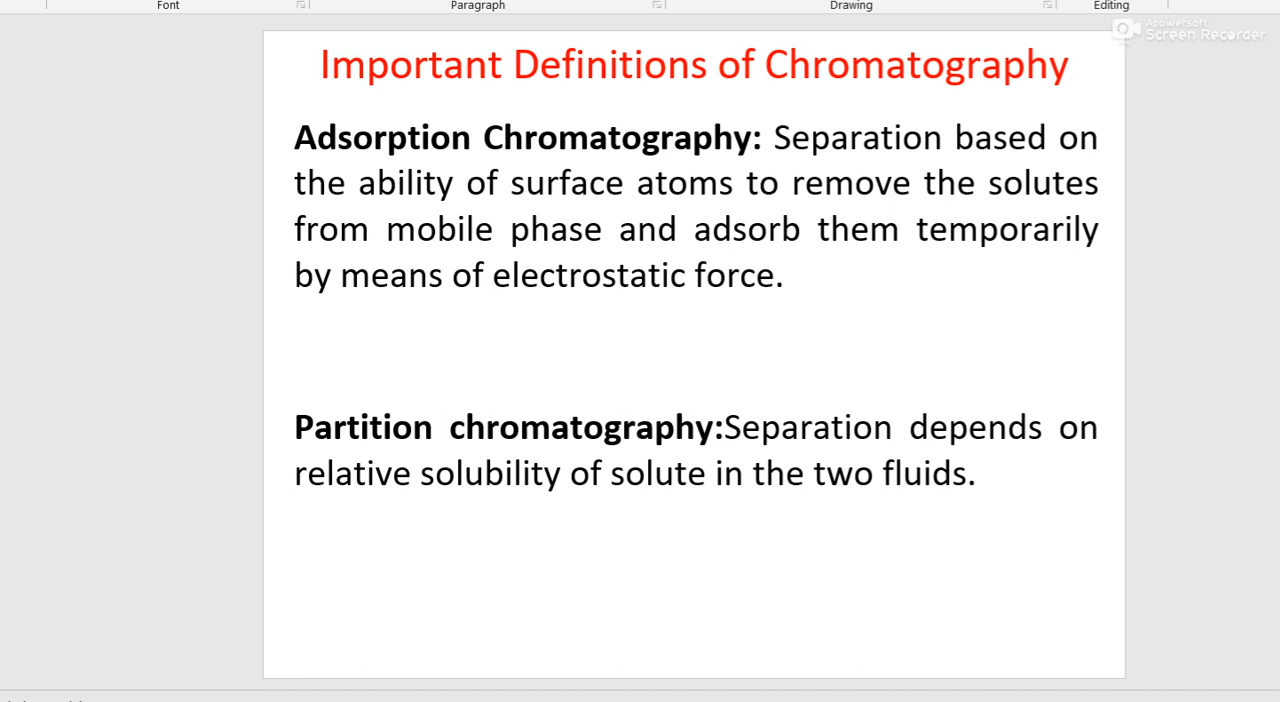 Font Paragraph Drawing Editing
Apowersoft
Screen Recorder
Important Definitions of Chromatography
Adsorption Chromatography: Separation based on
the ability of surface atoms to remove the solutes
from mobile phase and adsorb them temporarily
by means of electrostatic force.
Partition chromatography:Separation depends on
relative solubility of solute in the two fluids.